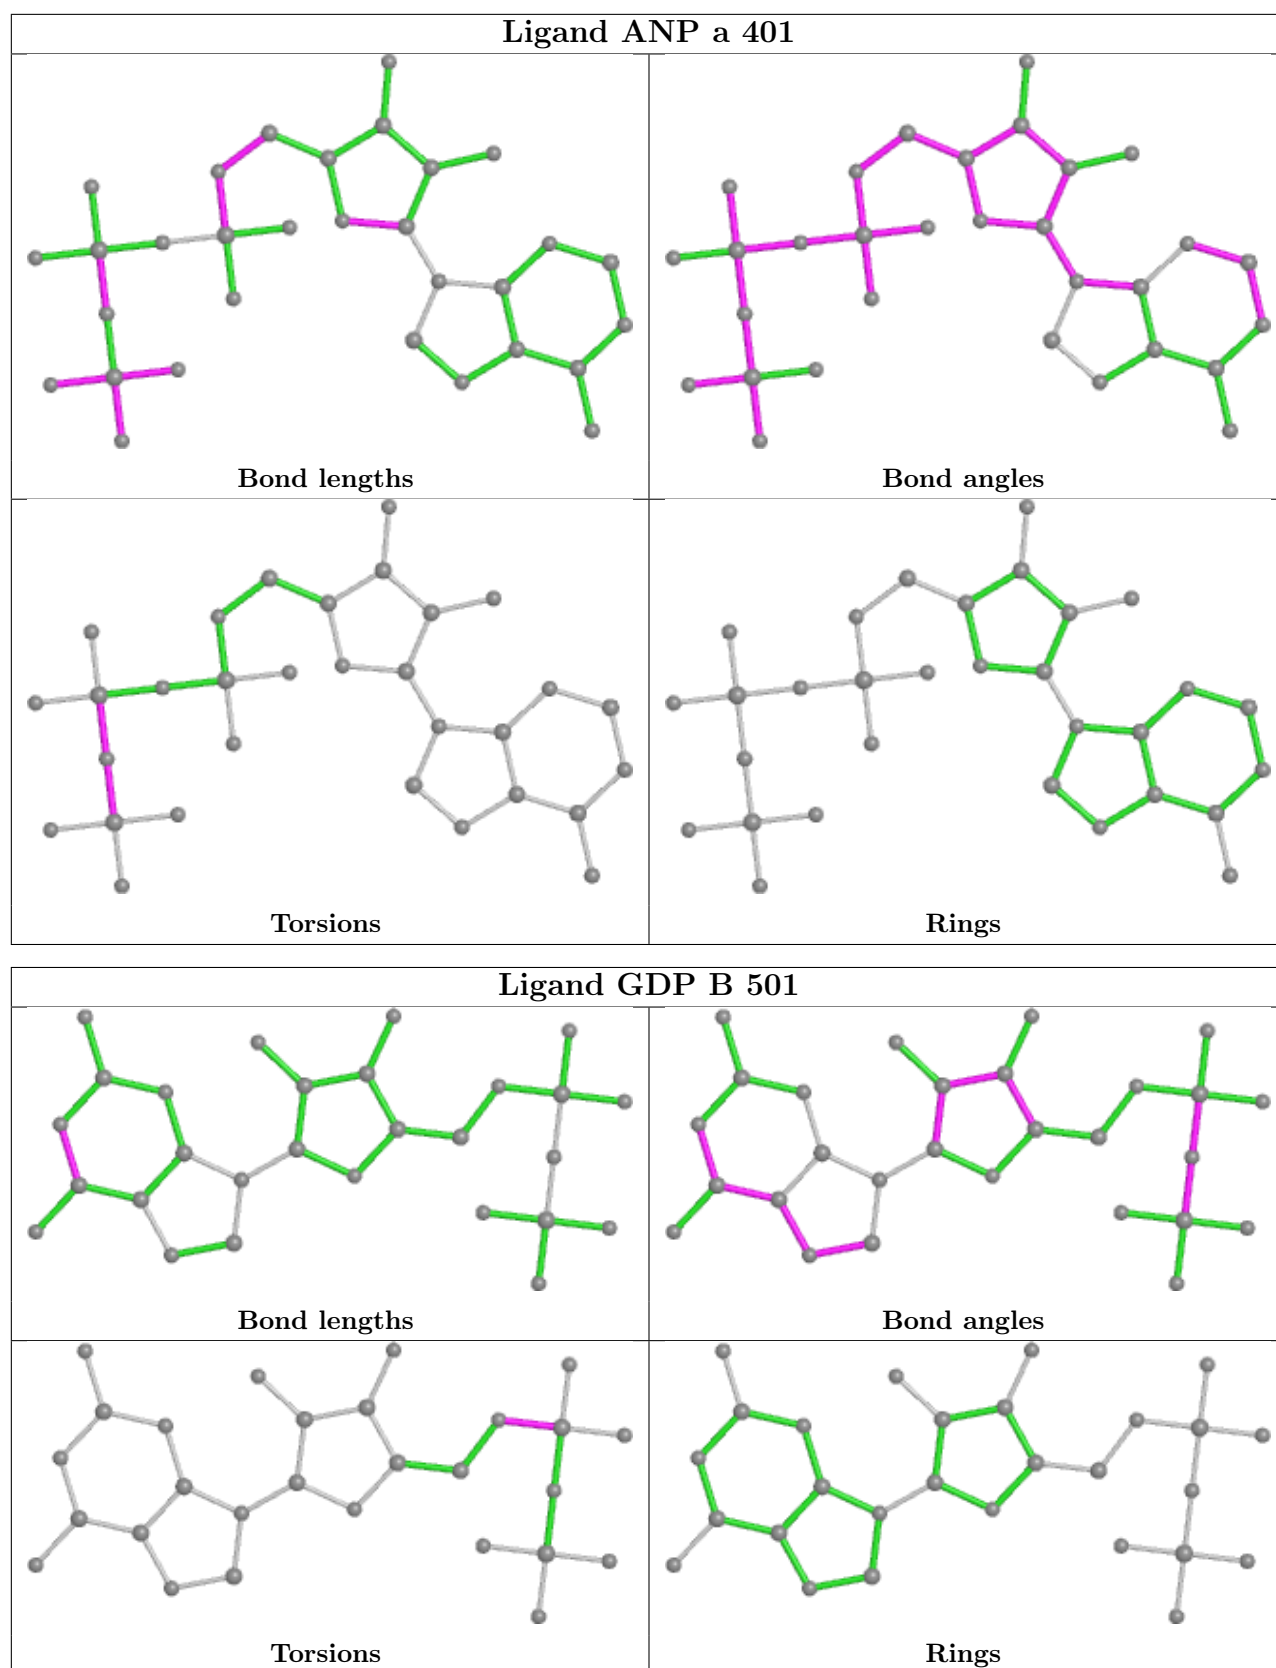 Ligand ANP a 401
Bond lengths
Bond angles
Torsions
Rings
Ligand GDP B 501
Bond lengths
Bond angles
Torsions
Rings